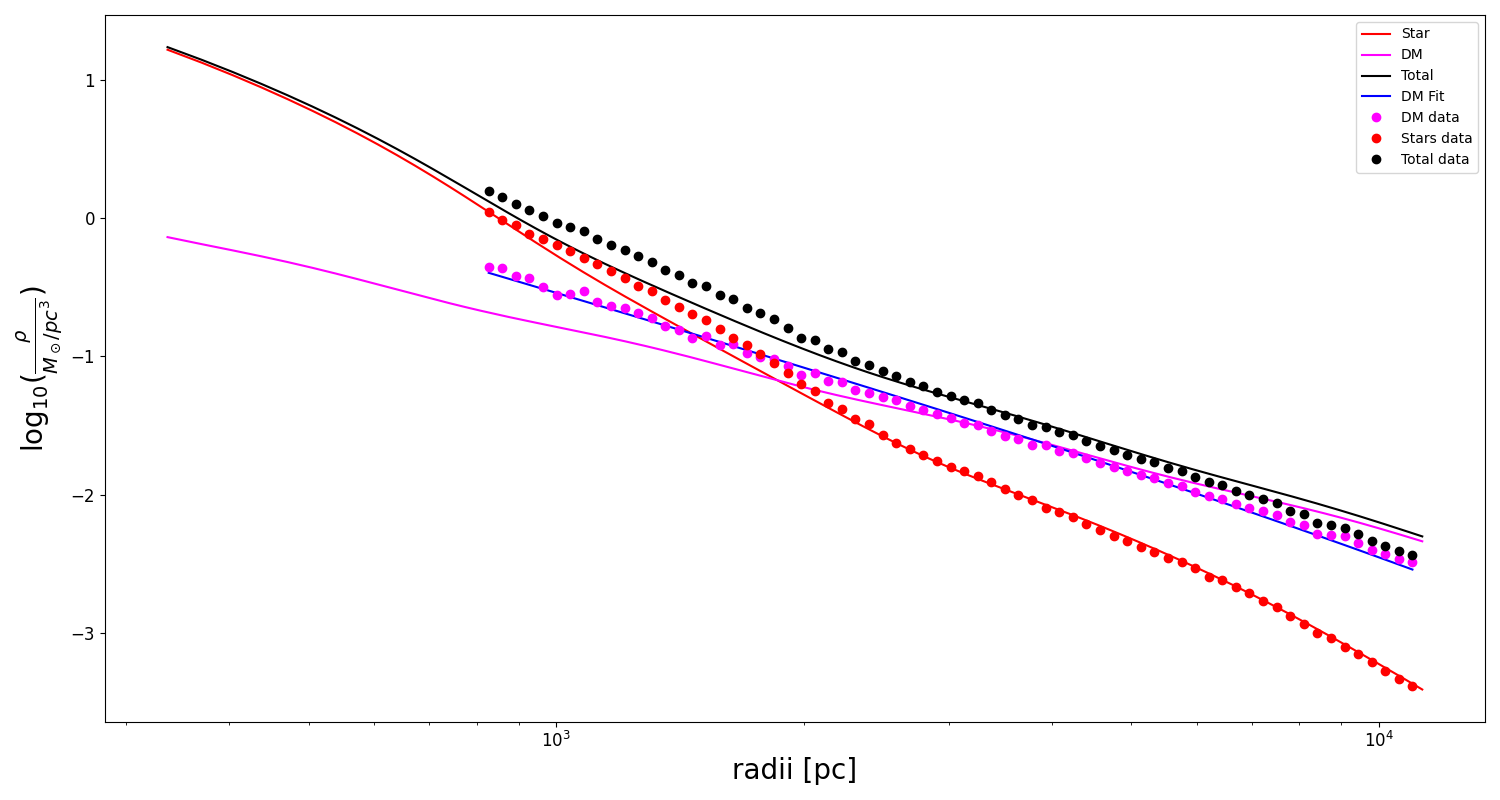 Star
DM
Total
DM Fit
DM data
Stars data
Total data
1
0
−1
−2
−3
log₁₀(ρ / M_⊙/pc³)
10³
10⁴
radii [pc]